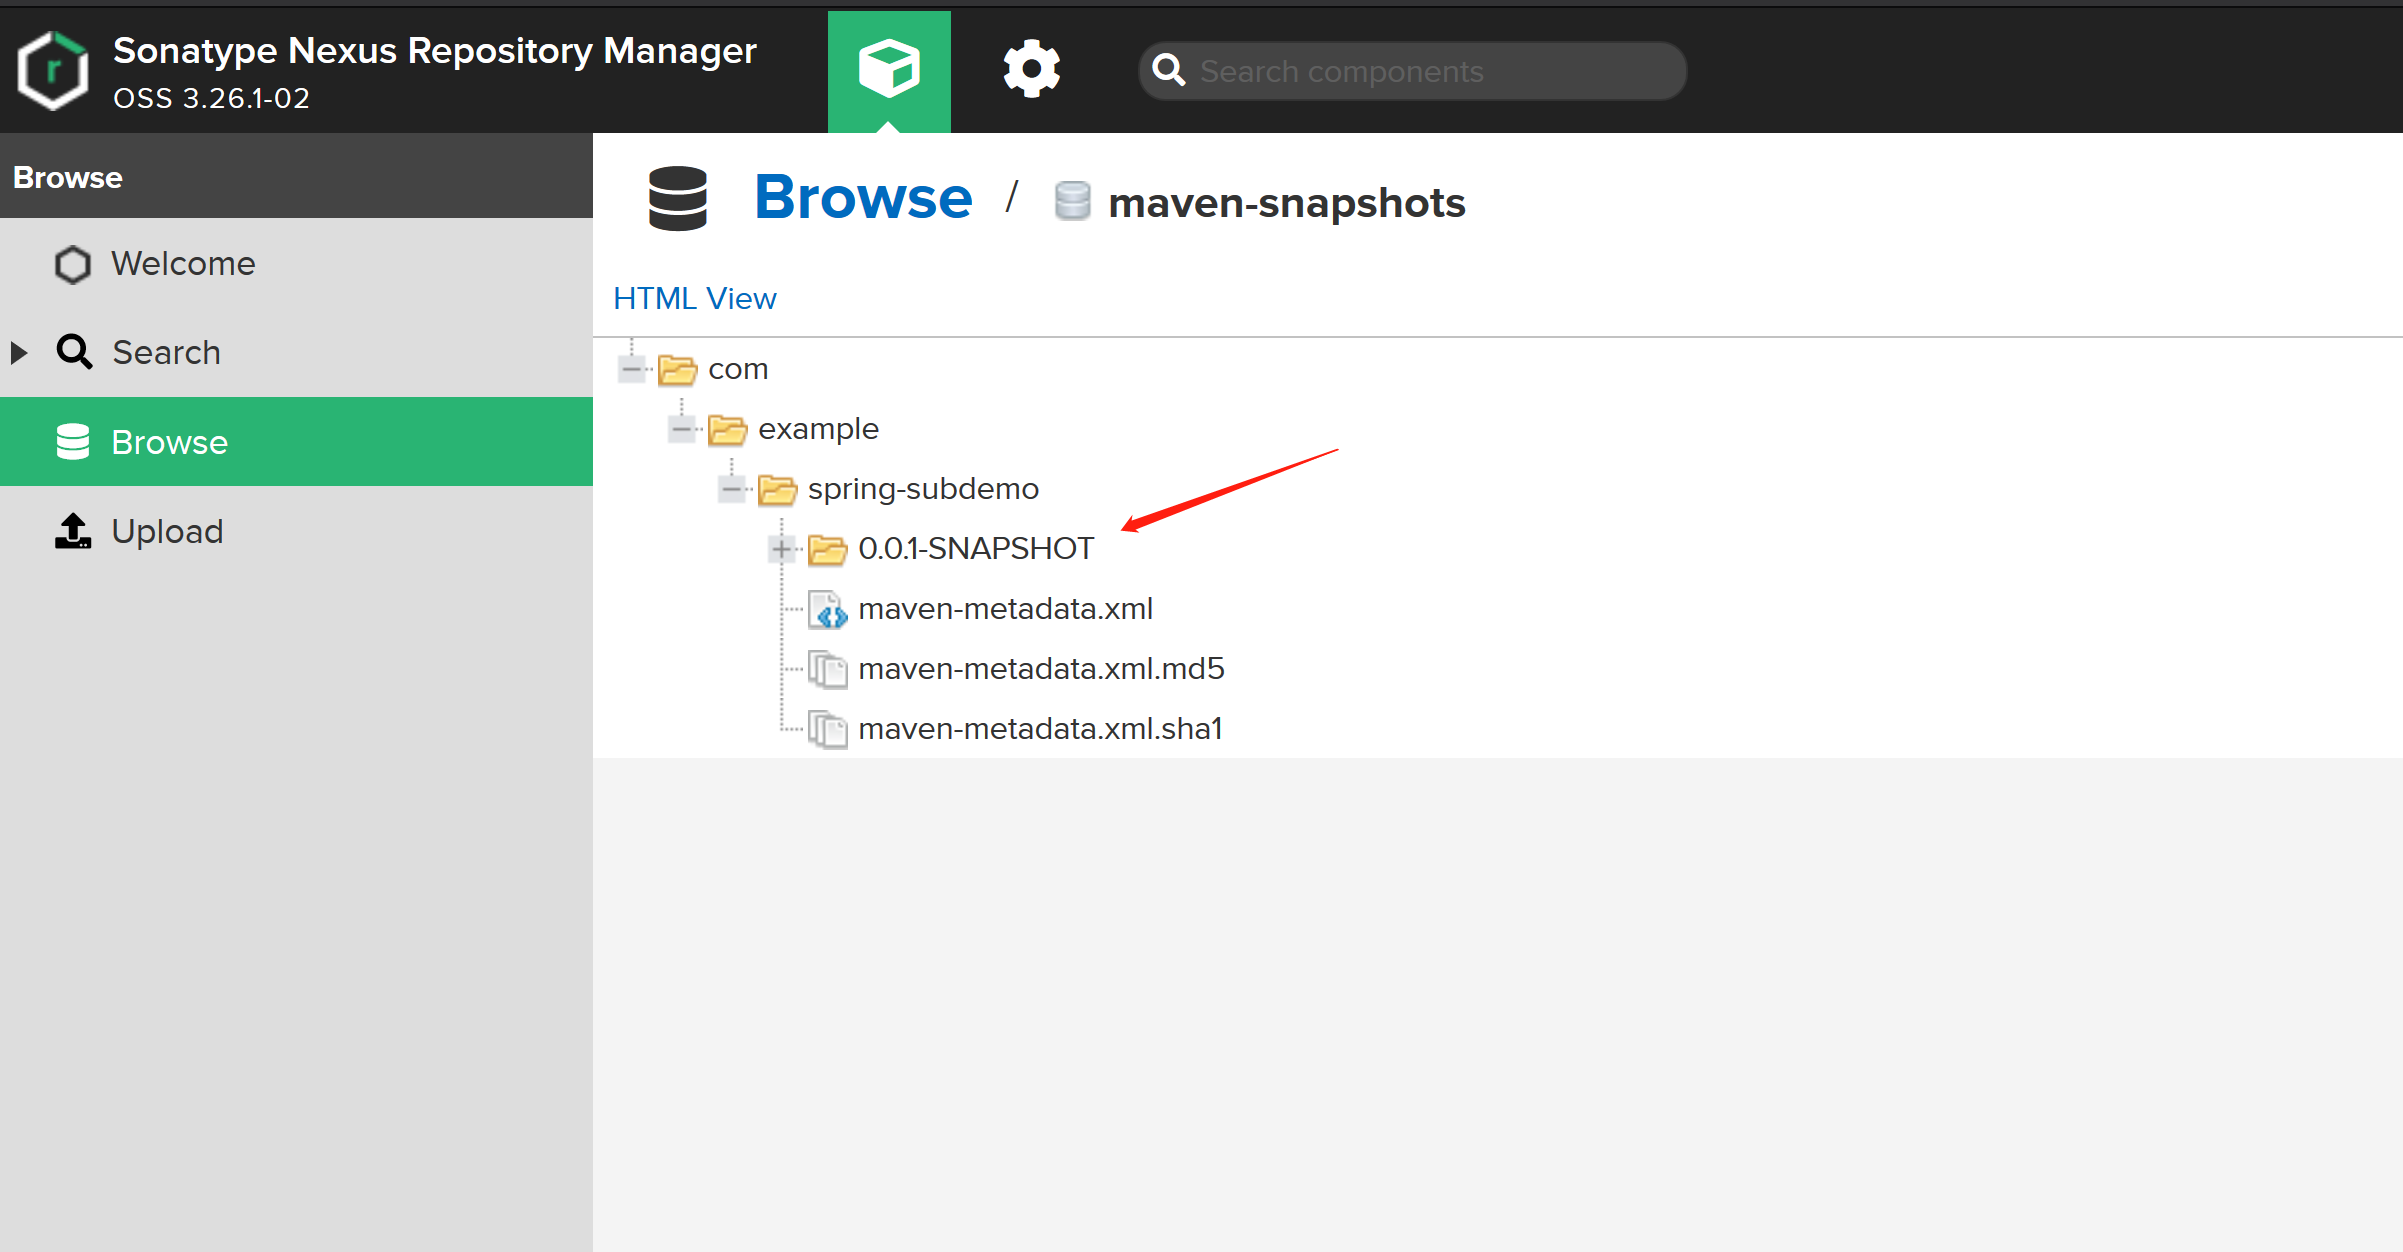 Sonatype Nexus Repository Manager
OSS 3.26.1-02
Search components
Browse
Welcome
Search
Browse
Upload
Browse / maven-snapshots
HTML View
com
example
spring-subdemo
0.0.1-SNAPSHOT
maven-metadata.xml
maven-metadata.xml.md5
maven-metadata.xml.sha1